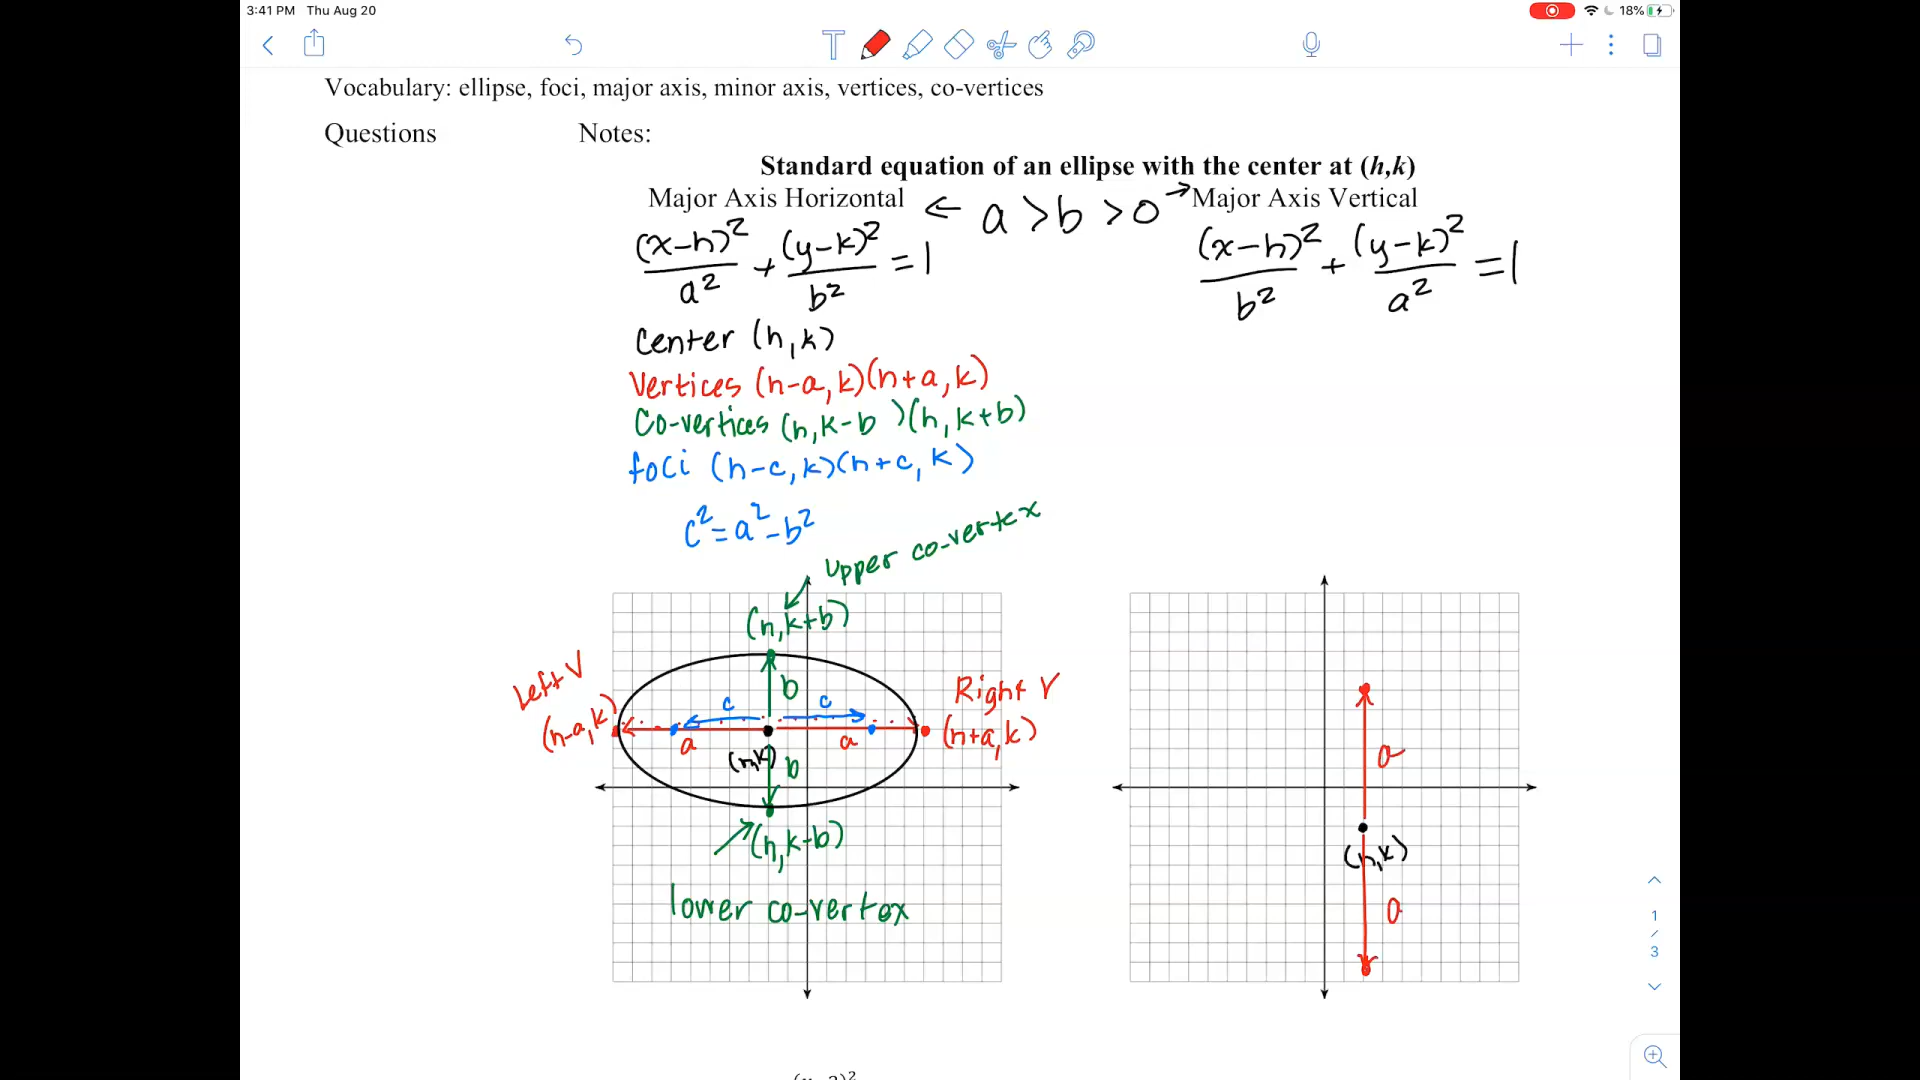 3:41 PM Thu Aug 20
18%
Vocabulary: ellipse, foci, major axis, minor axis, vertices, co-vertices
Questions Notes:
Standard equation of an ellipse with the center at (h,k)
Major Axis Horizontal ← a > b > 0 → Major Axis Vertical
(x-h)²/a² + (y-k)²/b² = 1
(x-h)²/b² + (y-k)²/a² = 1
Center (h,k)
Vertices (h-a,k)(h+a,k)
Co-vertices (h,k-b)(h,k+b)
foci (h-c,k)(h+c,k)
c²=a²-b²
Upper co-vertex
(h,k+b)
Left V
(h-a,k)
b
c c
a a
Right V
(h+a,k)
(h,k)
b
(h,k-b)
lower co-vertex
a
(h,k)
a
1
/
3